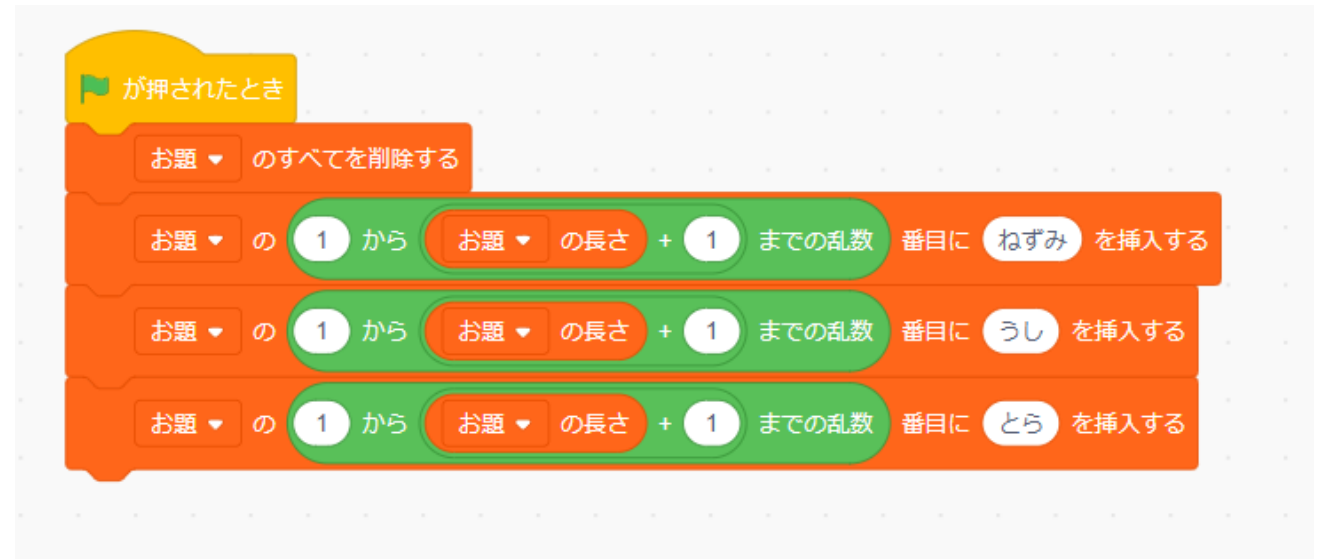 が押されたとき
お題 のすべてを削除する
お題 の 1 から お題 の長さ + 1 までの乱数 番目に ねずみ を挿入する
お題 の 1 から お題 の長さ + 1 までの乱数 番目に うし を挿入する
お題 の 1 から お題 の長さ + 1 までの乱数 番目に とら を挿入する